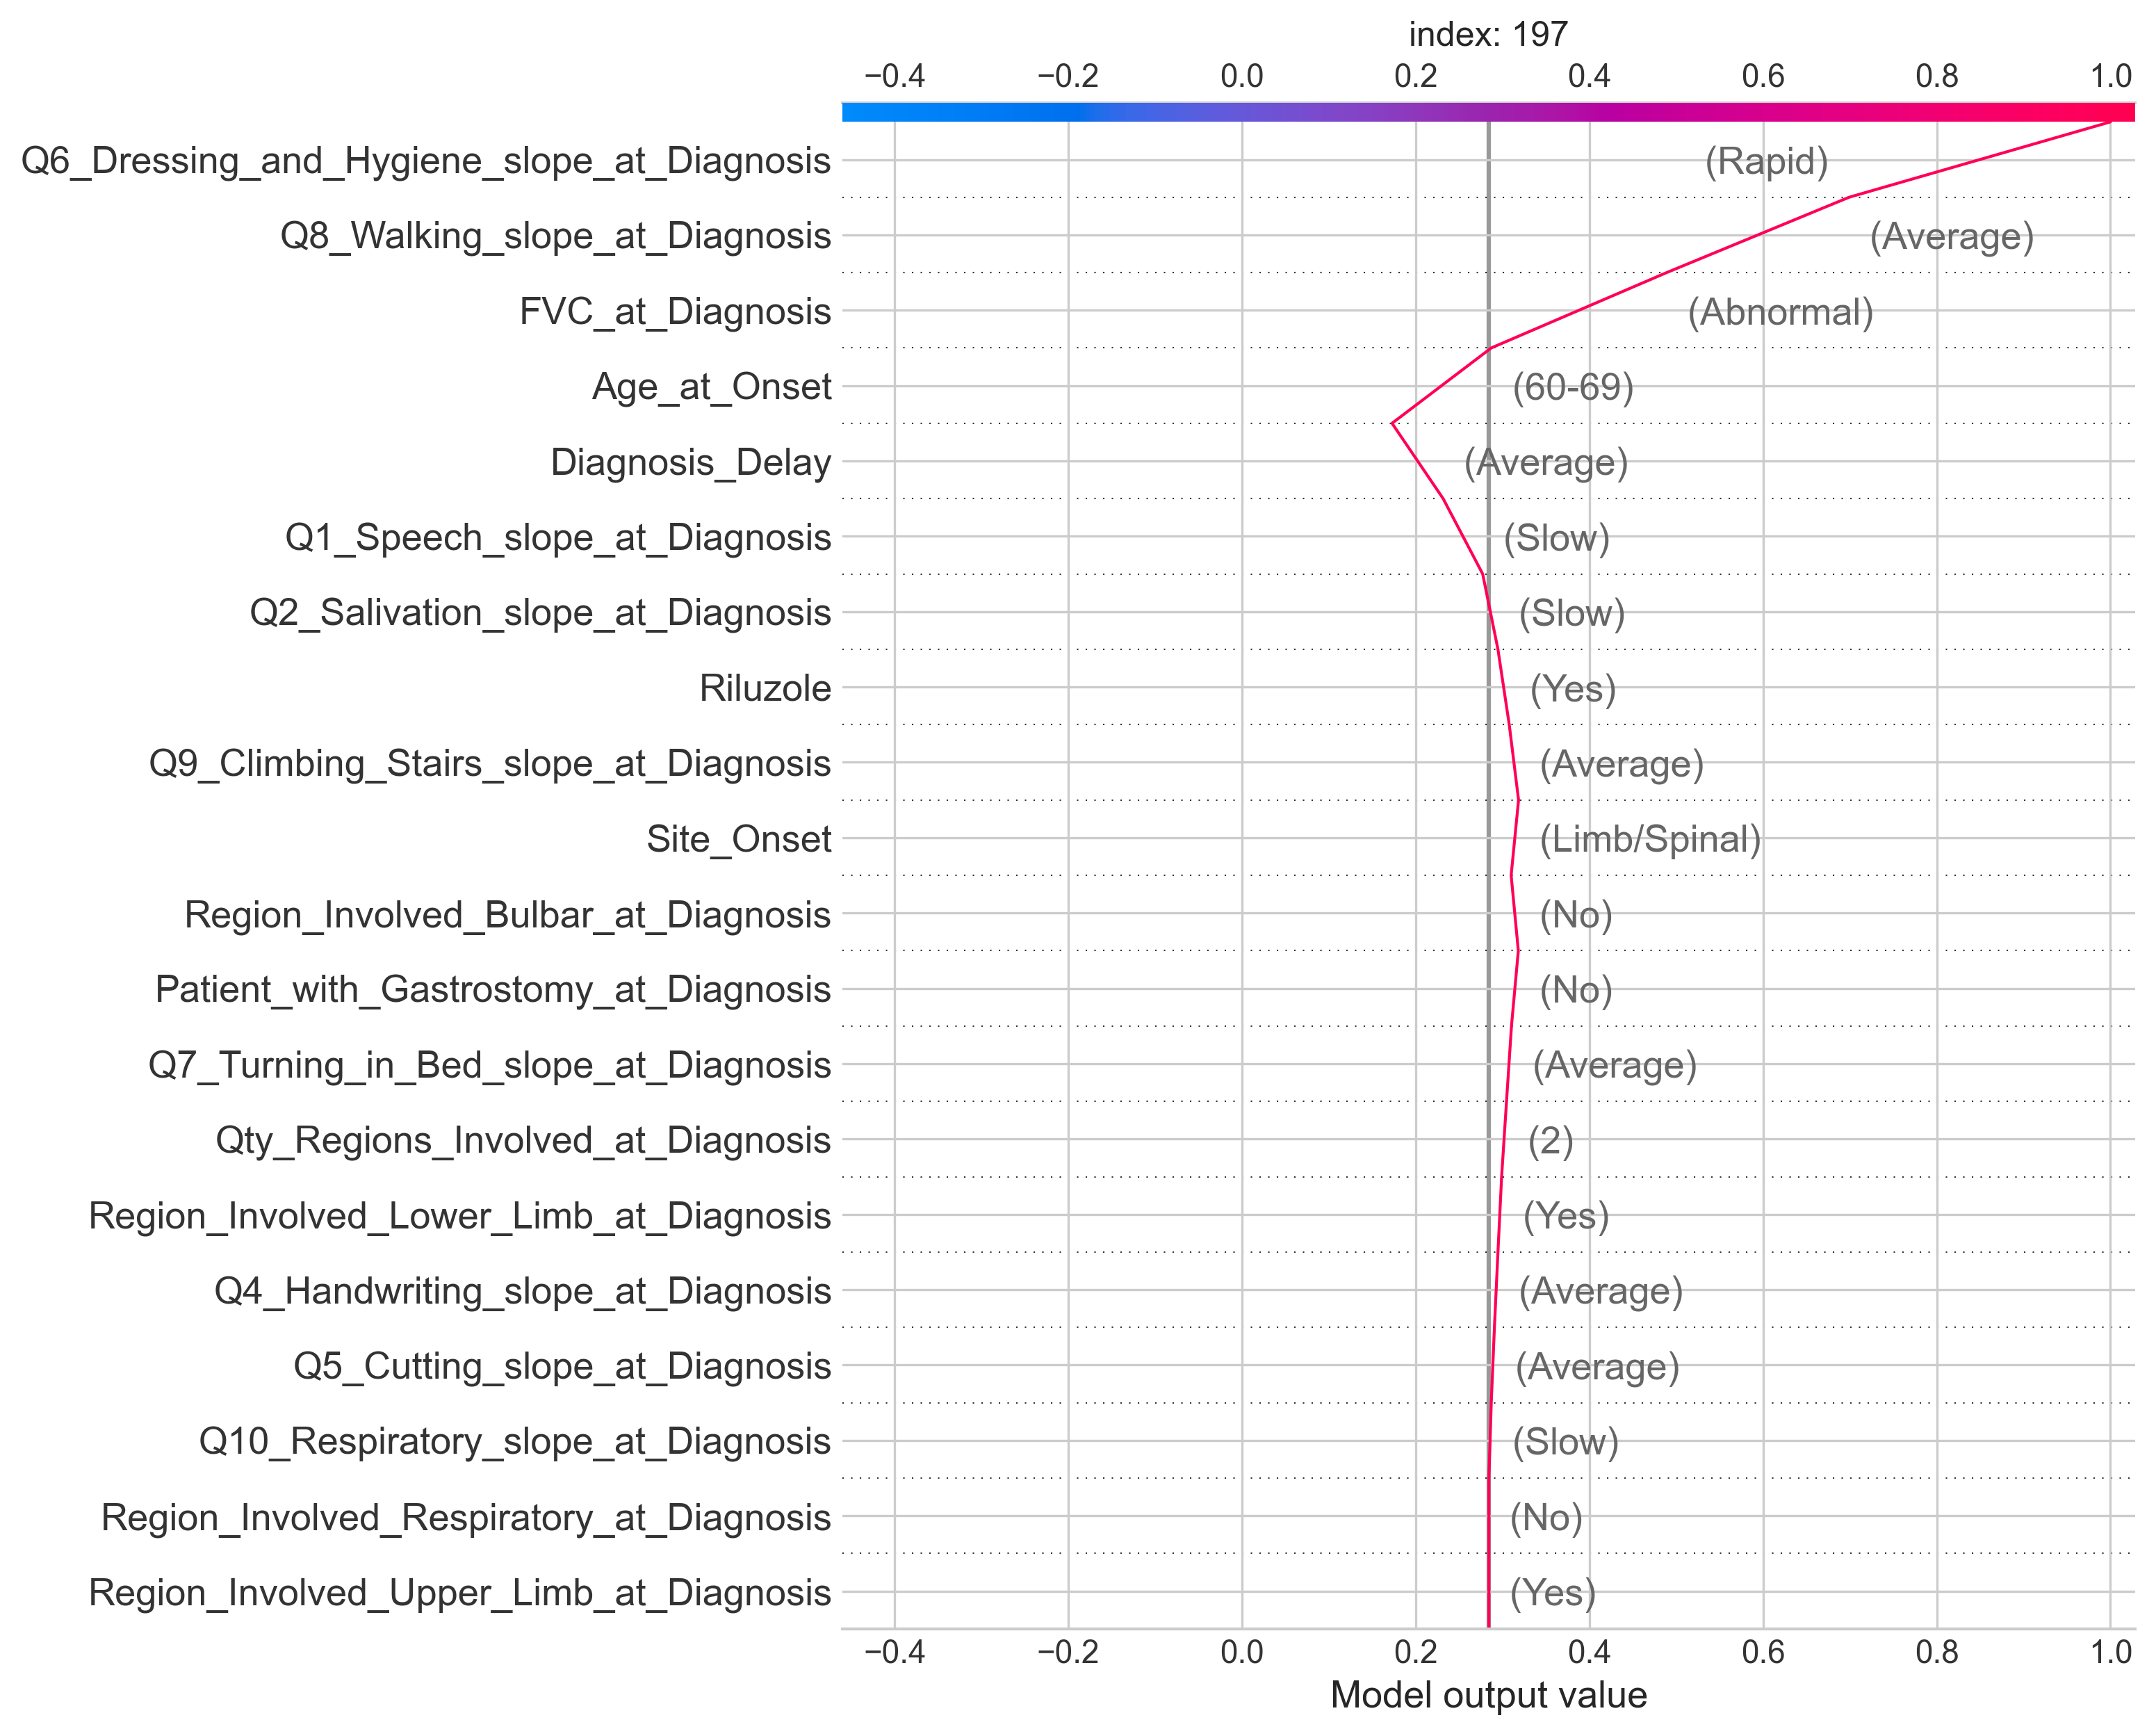 index: 197
−0.4 −0.2 0.0 0.2 0.4 0.6 0.8 1.0
Q6_Dressing_and_Hygiene_slope_at_Diagnosis (Rapid)
Q8_Walking_slope_at_Diagnosis (Average)
FVC_at_Diagnosis (Abnormal)
Age_at_Onset (60-69)
Diagnosis_Delay (Average)
Q1_Speech_slope_at_Diagnosis (Slow)
Q2_Salivation_slope_at_Diagnosis (Slow)
Riluzole (Yes)
Q9_Climbing_Stairs_slope_at_Diagnosis (Average)
Site_Onset (Limb/Spinal)
Region_Involved_Bulbar_at_Diagnosis (No)
Patient_with_Gastrostomy_at_Diagnosis (No)
Q7_Turning_in_Bed_slope_at_Diagnosis (Average)
Qty_Regions_Involved_at_Diagnosis (2)
Region_Involved_Lower_Limb_at_Diagnosis (Yes)
Q4_Handwriting_slope_at_Diagnosis (Average)
Q5_Cutting_slope_at_Diagnosis (Average)
Q10_Respiratory_slope_at_Diagnosis (Slow)
Region_Involved_Respiratory_at_Diagnosis (No)
Region_Involved_Upper_Limb_at_Diagnosis (Yes)
−0.4 −0.2 0.0 0.2 0.4 0.6 0.8 1.0
Model output value